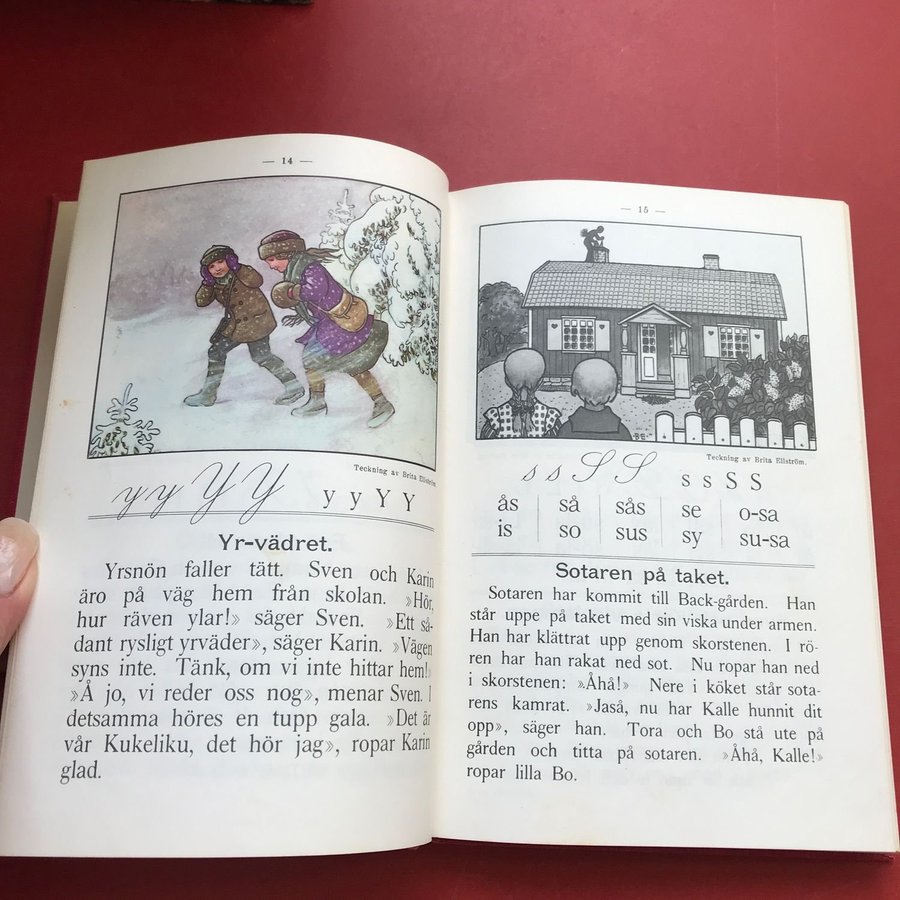 — 14 —
Teckning av Brita Ellström.
y y Y Y y y Y Y
Yr-vädret.
Yrsnön faller tätt. Sven och Karin
äro på väg hem från skolan. »Hör,
hur räven ylar!» säger Sven. »Ett så-
dant rysligt yrväder», säger Karin. »Vägen
syns inte. Tänk, om vi inte hittar hem!»
»Å jo, vi reder oss nog», menar Sven. I
detsamma höres en tupp gala. »Det är
vår Kukeliku, det hör jag», ropar Karin
glad.
— 15 —
Teckning av Brita Ellström.
s s S S s s S S
ås så sås se o-sa
is so sus sy su-sa
Sotaren på taket.
Sotaren har kommit till Back-gården. Han
står uppe på taket med sin viska under armen.
Han har klättrat upp genom skorstenen. I rö-
ren har han rakat ned sot. Nu ropar han ned
i skorstenen: »Åhå!» Nere i köket står sota-
rens kamrat. »Jaså, nu har Kalle hunnit dit
opp», säger han. Tora och Bo stå ute på
gården och titta på sotaren. »Åhå, Kalle!»
ropar lilla Bo.